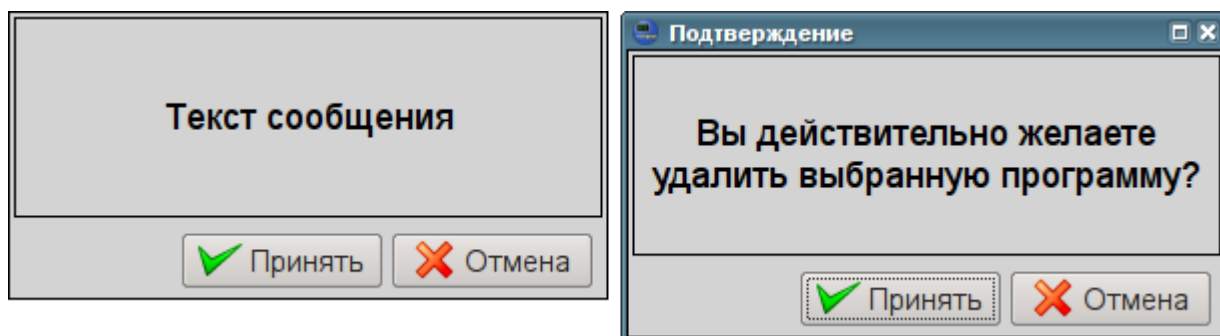 Текст сообщения
Принять
Отмена
Подтверждение
Вы действительно желаете
удалить выбранную программу?
Принять
Отмена